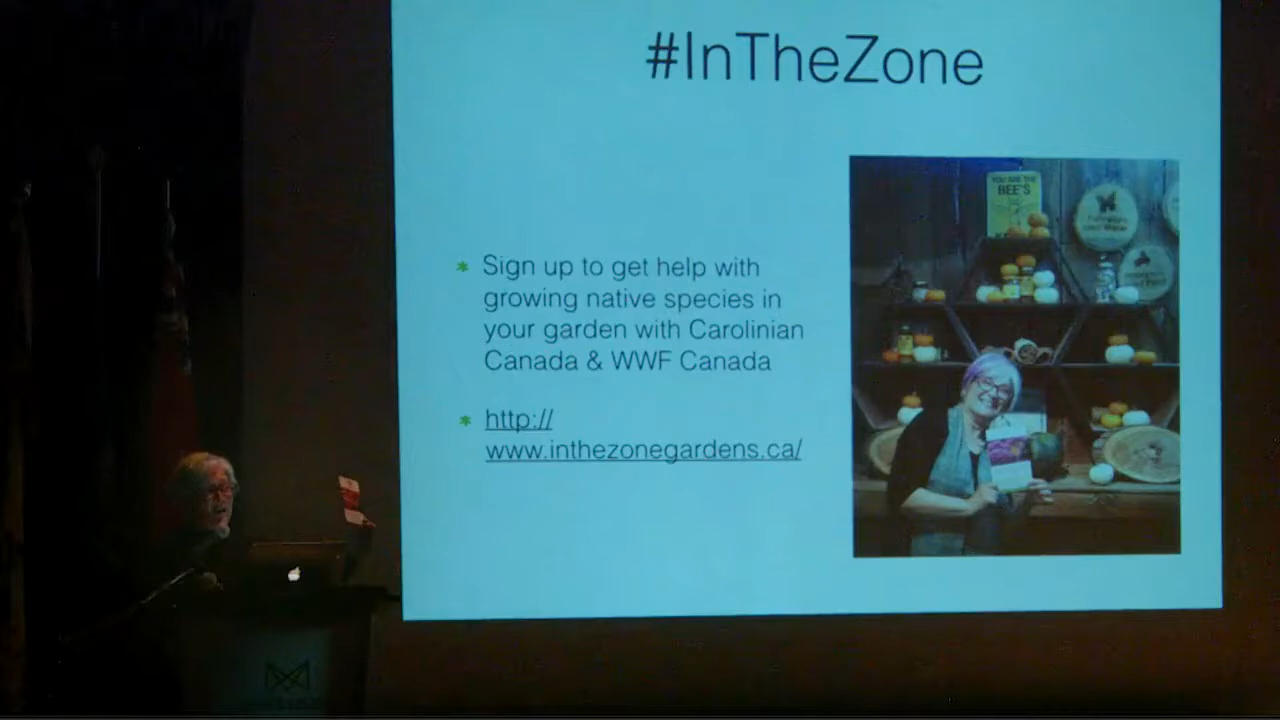 #InTheZone
Sign up to get help with
growing native species in
your garden with Carolinian
Canada & WWF Canada
http://
www.inthezonegardens.ca/
YOU ARE THE
BEE'S